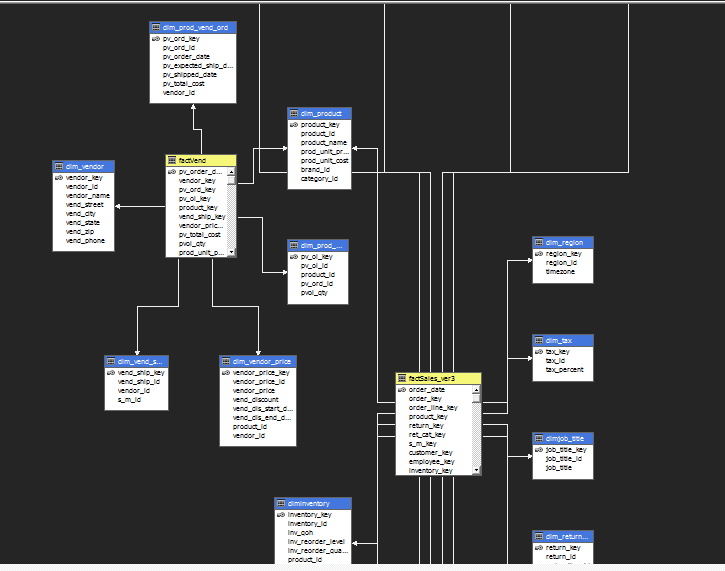 dim_prod_vend_ord
pv_ord_key
pv_ord_id
pv_order_date
pv_expected_ship_d...
pv_shipped_date
pv_total_cost
vendor_id
dim_product
product_key
product_id
product_name
prod_unit_pr...
prod_unit_cost
brand_id
category_id
factVend
pv_order_d...
vendor_key
pv_ord_key
pv_ol_key
product_key
vend_ship_key
vendor_pric...
pv_total_cost
pvol_qty
prod_unit_p...
dim_vendor
vendor_key
vendor_id
vendor_name
vend_street
vend_city
vend_state
vend_zip
vend_phone
dim_prod_...
pv_ol_key
pv_ol_id
product_id
pv_ord_id
pvol_qty
dim_region
region_key
region_id
timezone
dim_vend_s...
vend_ship_key
vend_ship_id
vendor_id
s_m_id
dim_vendor_price
vendor_price_key
vendor_price_id
vendor_price
vend_discount
vend_dis_start_d...
vend_dis_end_d...
product_id
vendor_id
dim_tax
tax_key
tax_id
tax_percent
factSales_ver3
order_date
order_key
order_line_key
product_key
return_key
ret_cat_key
s_m_key
customer_key
employee_key
inventory_key
dimjob_title
job_title_key
job_title_id
job_title
diminventory
inventory_key
inventory_id
inv_qoh
inv_reorder_level
inv_reorder_qua...
product_id
dim_return...
return_key
return_id